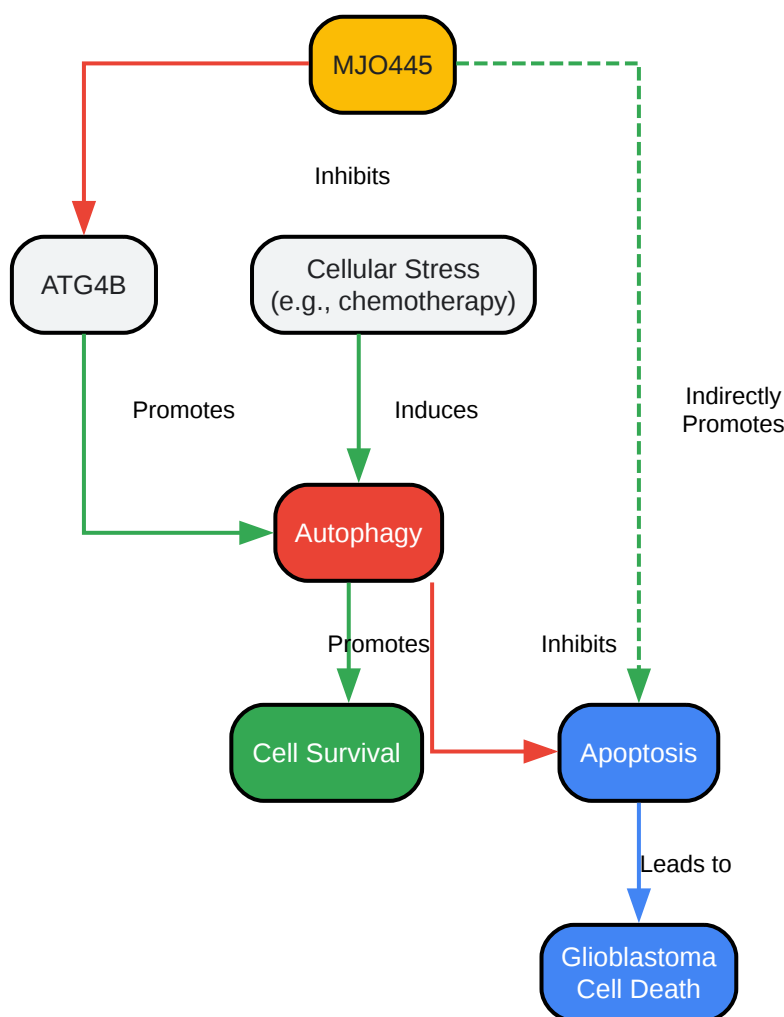 MJO445
Inhibits
ATG4B
Cellular Stress
(e.g., chemotherapy)
Promotes
Induces
Indirectly
Promotes
Autophagy
Promotes
Inhibits
Cell Survival
Apoptosis
Leads to
Glioblastoma
Cell Death